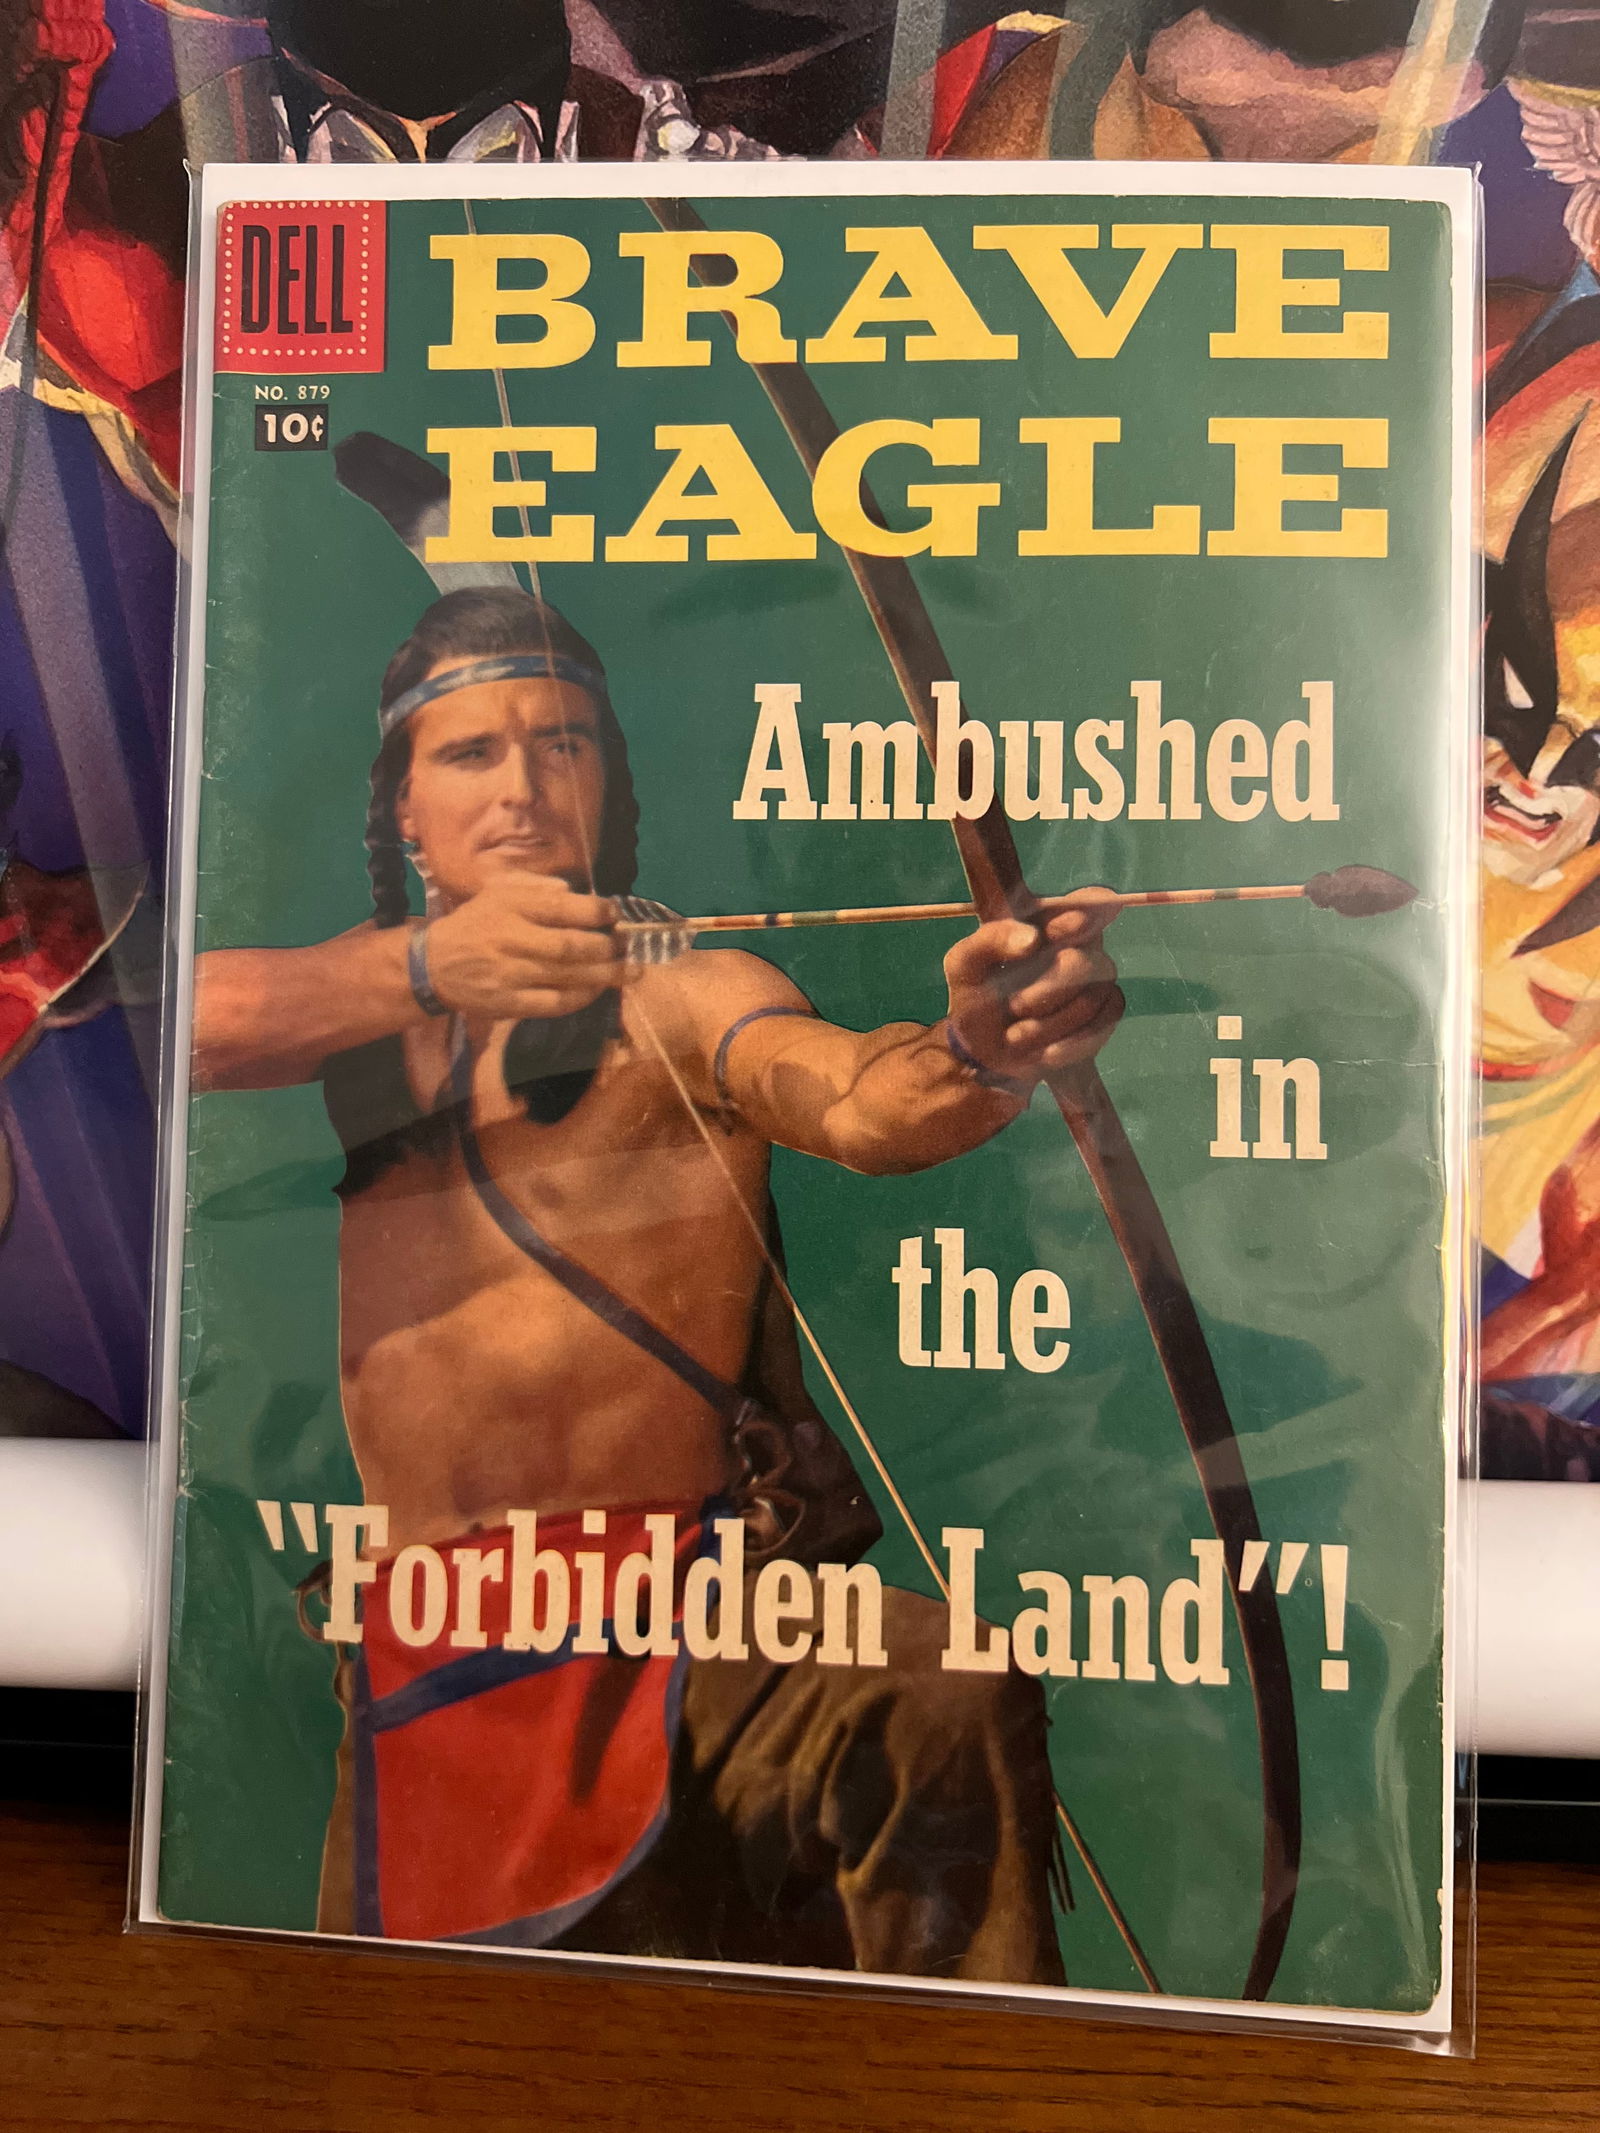 DELL
NO. 879
10¢
BRAVE
EAGLE
Ambushed
in
the
"Forbidden Land"!